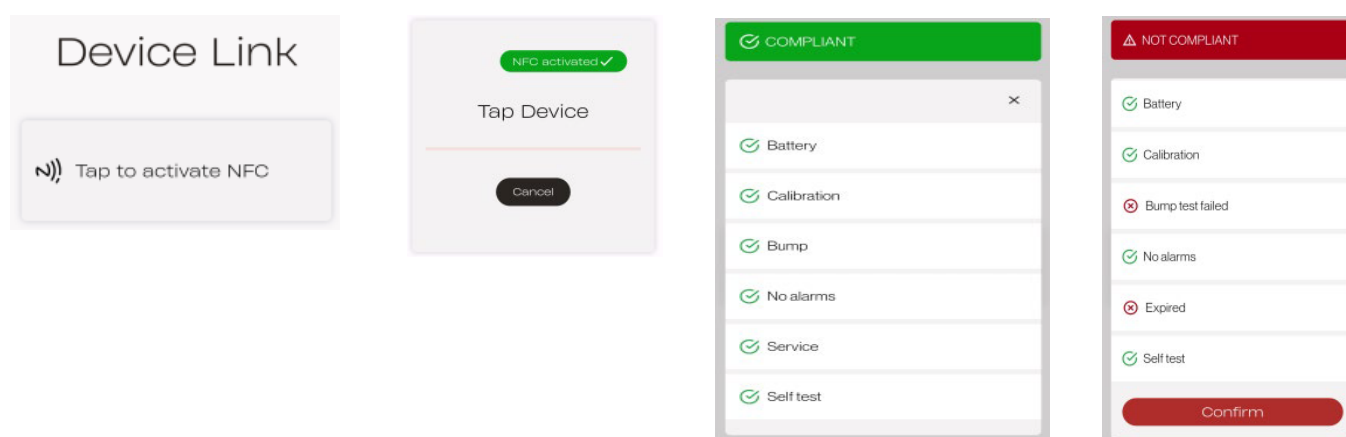 Device Link
Tap to activate NFC
NFC activated
Tap Device
Cancel
COMPLIANT
Battery
Calibration
Bump
No alarms
Service
Self test
NOT COMPLIANT
Battery
Calibration
Bump test failed
No alarms
Expired
Self test
Confirm